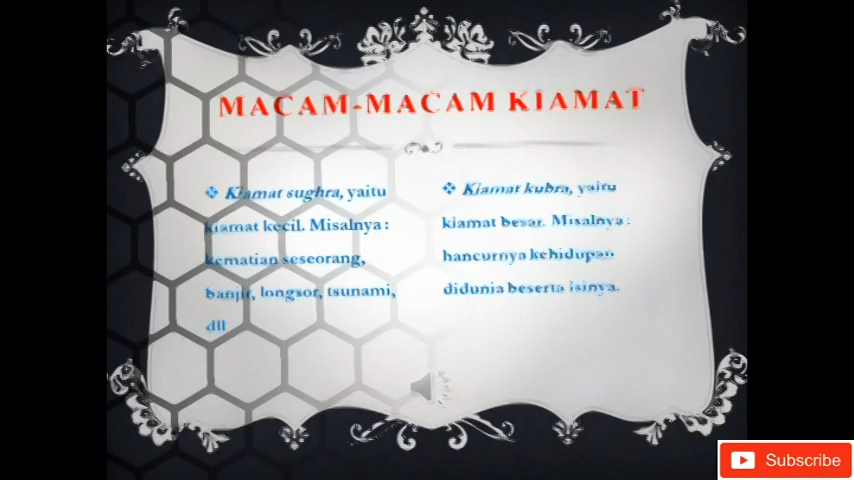 MACAM-MACAM KIAMAT
Kiamat sughra, yaitu
kiamat kecil. Misalnya :
kematian seseorang,
banjir, longsor, tsunami,
dll
Kiamat kubra, yaitu
kiamat besar. Misalnya :
hancurnya kehidupan
didunia beserta isinya.
Subscribe